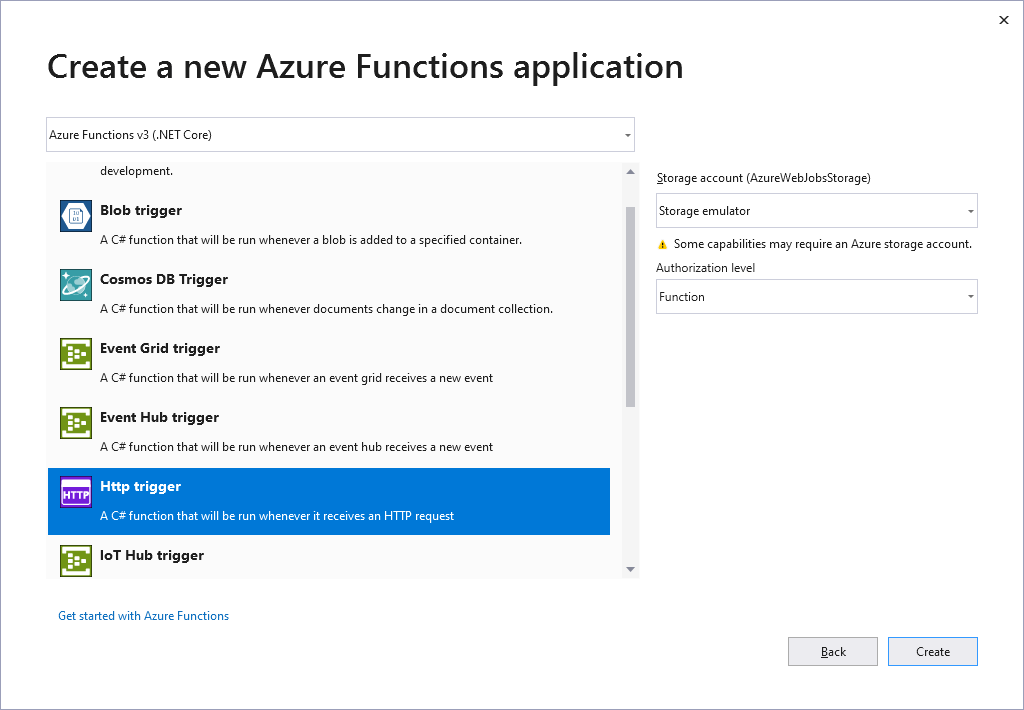 Create a new Azure Functions application
Azure Functions v3 (.NET Core)
development.
Blob trigger
A C# function that will be run whenever a blob is added to a specified container.
Cosmos DB Trigger
A C# function that will be run whenever documents change in a document collection.
Event Grid trigger
A C# function that will be run whenever an event grid receives a new event
Event Hub trigger
A C# function that will be run whenever an event hub receives a new event
HTTP
Http trigger
A C# function that will be run whenever it receives an HTTP request
IoT Hub trigger
Storage account (AzureWebJobsStorage)
Storage emulator
Some capabilities may require an Azure storage account.
Authorization level
Function
Get started with Azure Functions
Back
Create